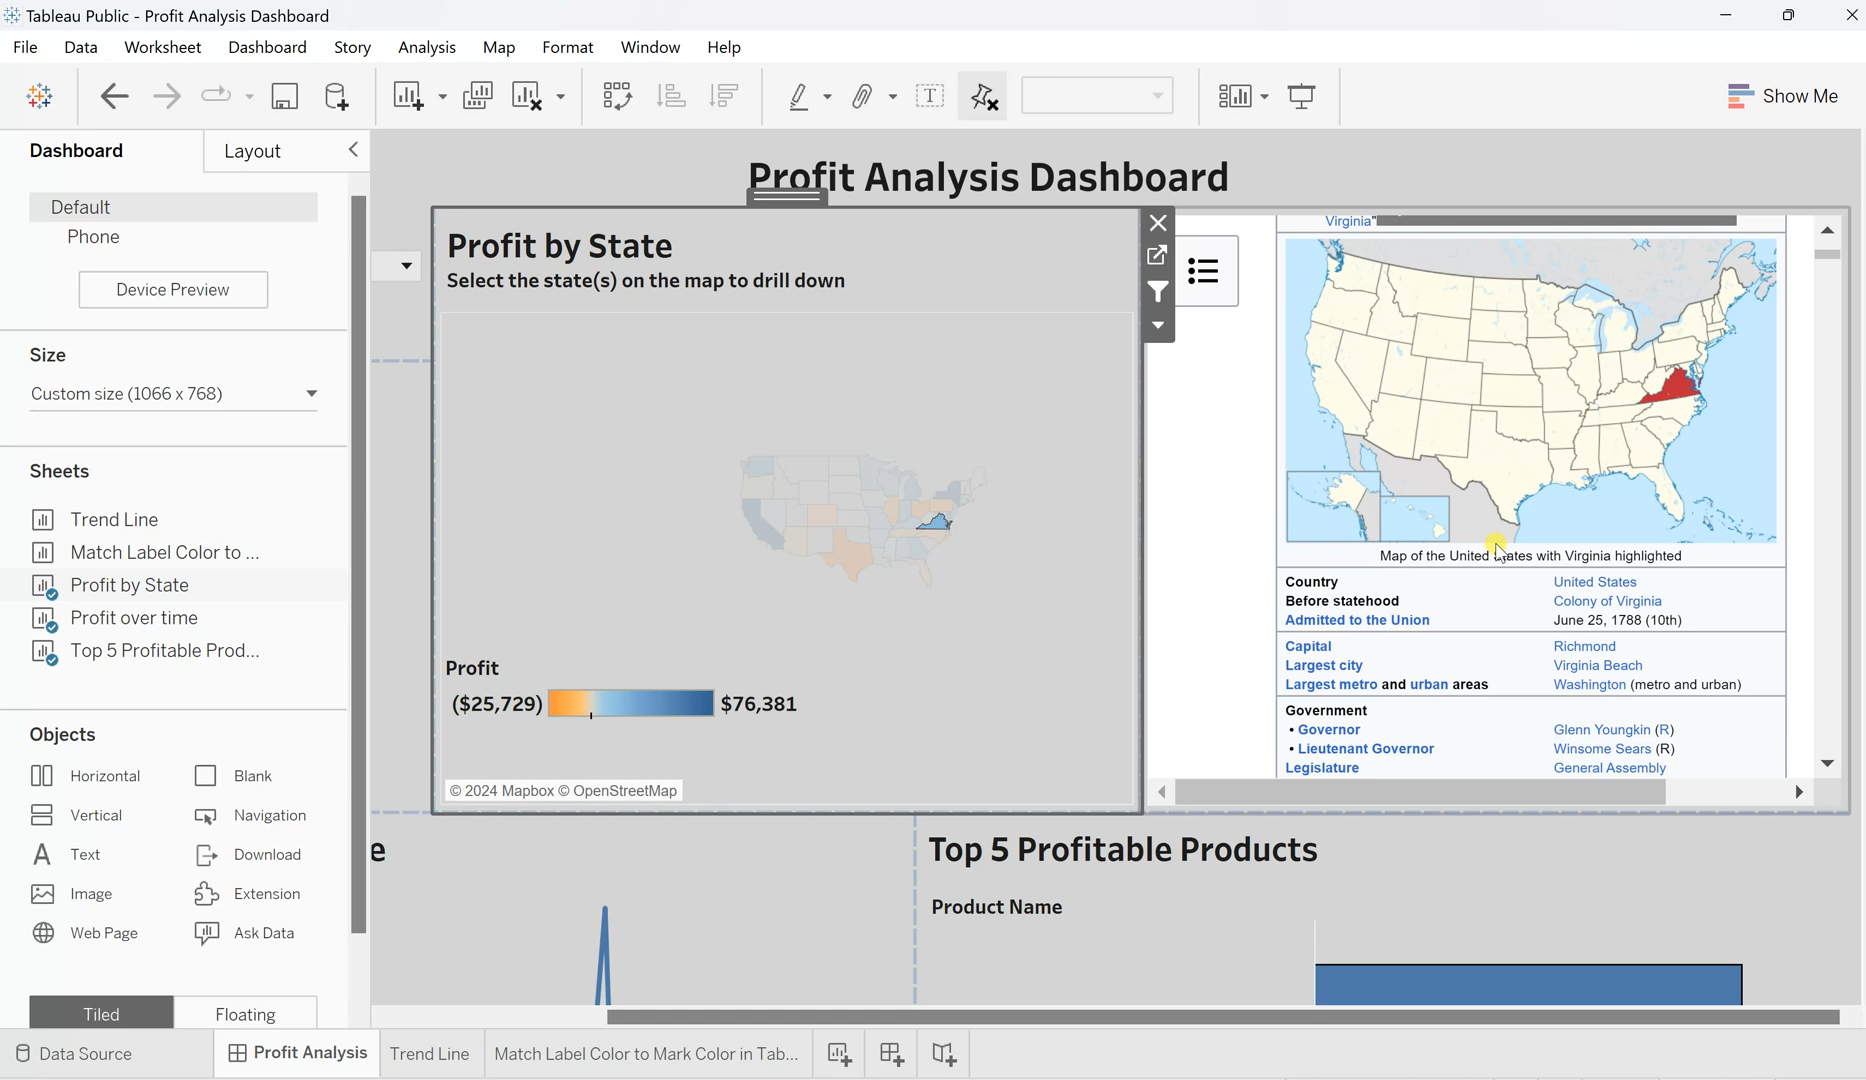 Tableau Public - Profit Analysis Dashboard
File Data Worksheet Dashboard Story Analysis Map Format Window Help
Show Me
Dashboard
Layout
Default
Phone
Device Preview
Size
Custom size (1066 x 768)
Sheets
Trend Line
Match Label Color to ...
Profit by State
Profit over time
Top 5 Profitable Prod...
Objects
Horizontal
Blank
Vertical
Navigation
Text
Download
Image
Extension
Web Page
Ask Data
Tiled
Floating
Profit Analysis Dashboard
Profit by State
Select the state(s) on the map to drill down
Profit
($25,729)
$76,381
© 2024 Mapbox © OpenStreetMap
Virginia"
Map of the United States with Virginia highlighted
Country United States
Before statehood Colony of Virginia
Admitted to the Union June 25, 1788 (10th)
Capital Richmond
Largest city Virginia Beach
Largest metro and urban areas Washington (metro and urban)
Government
• Governor Glenn Youngkin (R)
• Lieutenant Governor Winsome Sears (R)
Legislature General Assembly
e
Top 5 Profitable Products
Product Name
Data Source
Profit Analysis
Trend Line
Match Label Color to Mark Color in Tab...